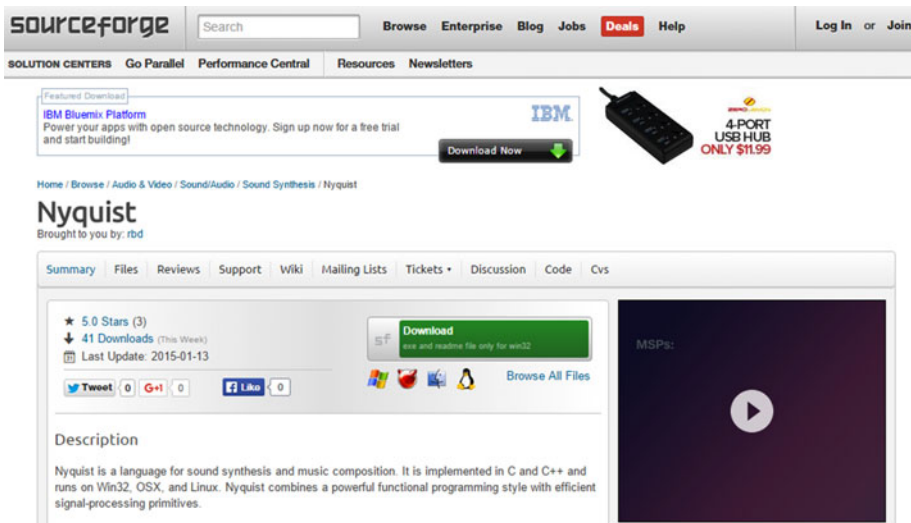 sourceforge
Search
Browse Enterprise Blog Jobs Deals Help
Log In or Join
SOLUTION CENTERS Go Parallel Performance Central Resources Newsletters
Featured Download
IBM Bluemix Platform
Power your apps with open source technology. Sign up now for a free trial
and start building!
IBM
Download Now
4-PORT
USB HUB
ONLY $11.99
Home / Browse / Audio & Video / Sound/Audio / Sound Synthesis / Nyquist
Nyquist
Brought to you by: rbd
Summary Files Reviews Support Wiki Mailing Lists Tickets Discussion Code Cvs
5.0 Stars (3)
41 Downloads (This Week)
Last Update: 2015-01-13
Tweet 0 G+1 0 Like 0
sf
Download
exe and readme file only for win32
Browse All Files
MSPs:
Description
Nyquist is a language for sound synthesis and music composition. It is implemented in C and C++ and
runs on Win32, OSX, and Linux. Nyquist combines a powerful functional programming style with efficient
signal-processing primitives.